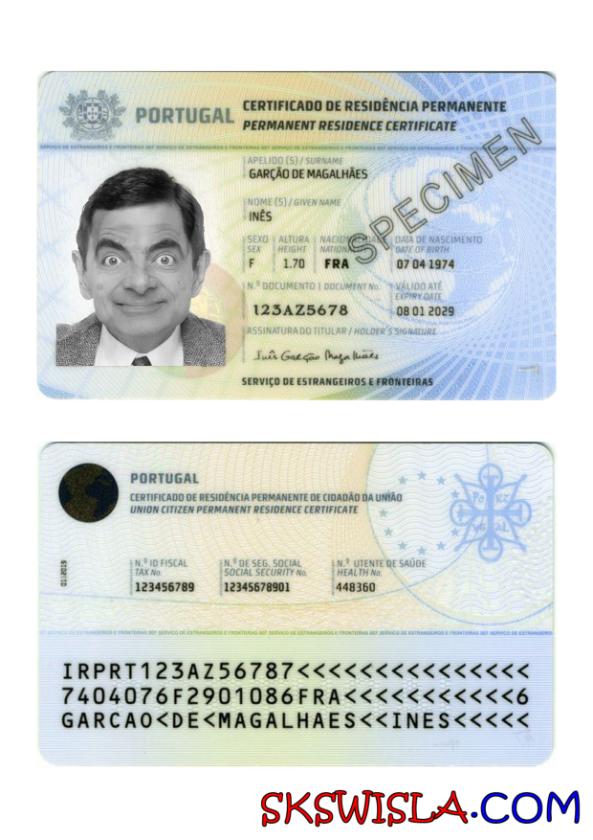 PORTUGAL
CERTIFICADO DE RESIDÊNCIA PERMANENTE
PERMANENT RESIDENCE CERTIFICATE
SPECIMEN
APELIDO (S) / SURNAME
GARÇÃO DE MAGALHÃES
NOME (S) / GIVEN NAME
INÊS
SEXO ALTURA DATA DE NASCIMENTO
SEX HEIGHT DATE OF BIRTH
F 1.70 FRA 07 04 1974
N.º DOCUMENTO | DOCUMENT No. VÁLIDO ATÉ
EXPIRY DATE
123AZ5678 08 01 2029
ASSINATURA DO TITULAR / HOLDER'S SIGNATURE
Inês Garção Magalhães
SERVIÇO DE ESTRANGEIROS E FRONTEIRAS
PORTUGAL
CERTIFICADO DE RESIDÊNCIA PERMANENTE DE CIDADÃO DA UNIÃO
UNION CITIZEN PERMANENT RESIDENCE CERTIFICATE
N.º ID FISCAL N.º DE SEG. SOCIAL N.º UTENTE DE SAÚDE
TAX No. SOCIAL SECURITY No. HEALTH No.
123456789 12345678901 448360
IRPRT123AZ56787<<<<<<<<<<<<<<<
7404076F2901086FRA<<<<<<<<<<<6
GARCAO<DE<MAGALHAES<<INES<<<<<
SKSWISLA.COM